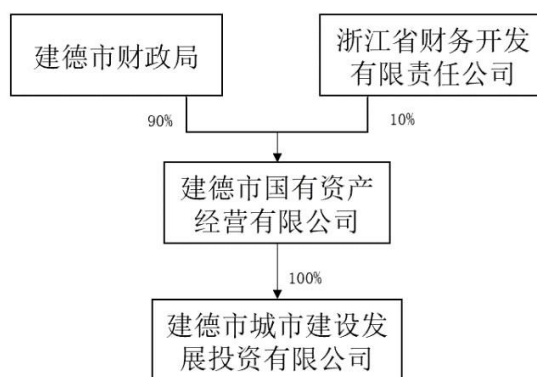 建德市财政局
浙江省财务开发
有限责任公司
90%
10%
建德市国有资产
经营有限公司
100%
建德市城市建设发
展投资有限公司